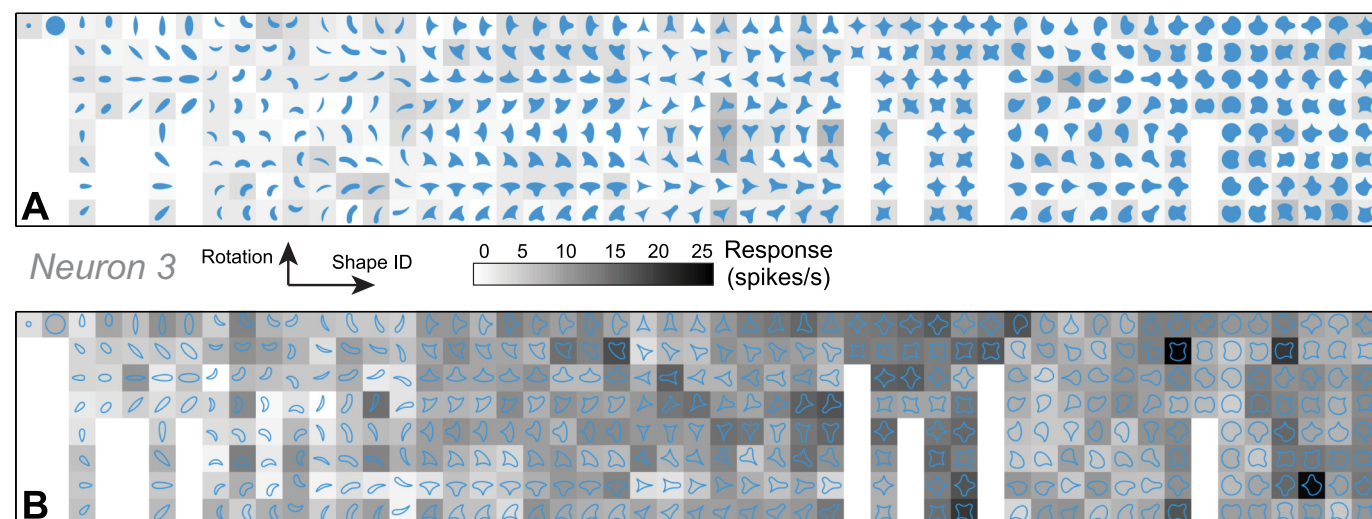 A
Neuron 3
Rotation
Shape ID
0 5 10 15 20 25
Response
(spikes/s)
B